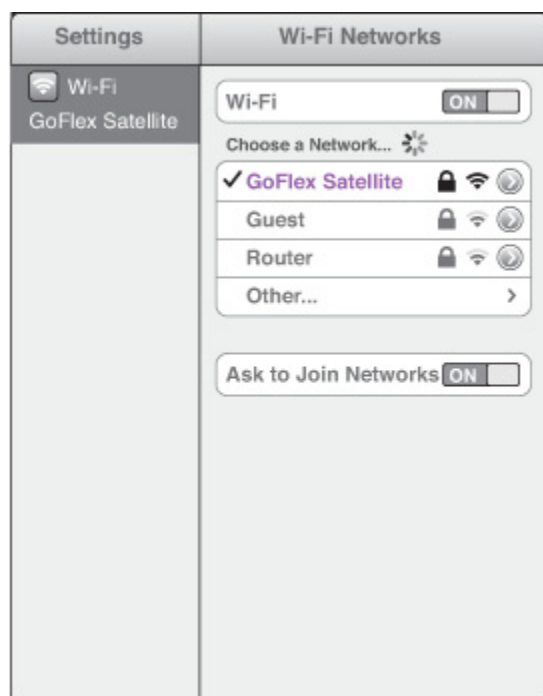 Settings
Wi-Fi Networks
Wi-Fi
GoFlex Satellite
Wi-Fi
ON
Choose a Network...
GoFlex Satellite
Guest
Router
Other...
Ask to Join Networks
ON